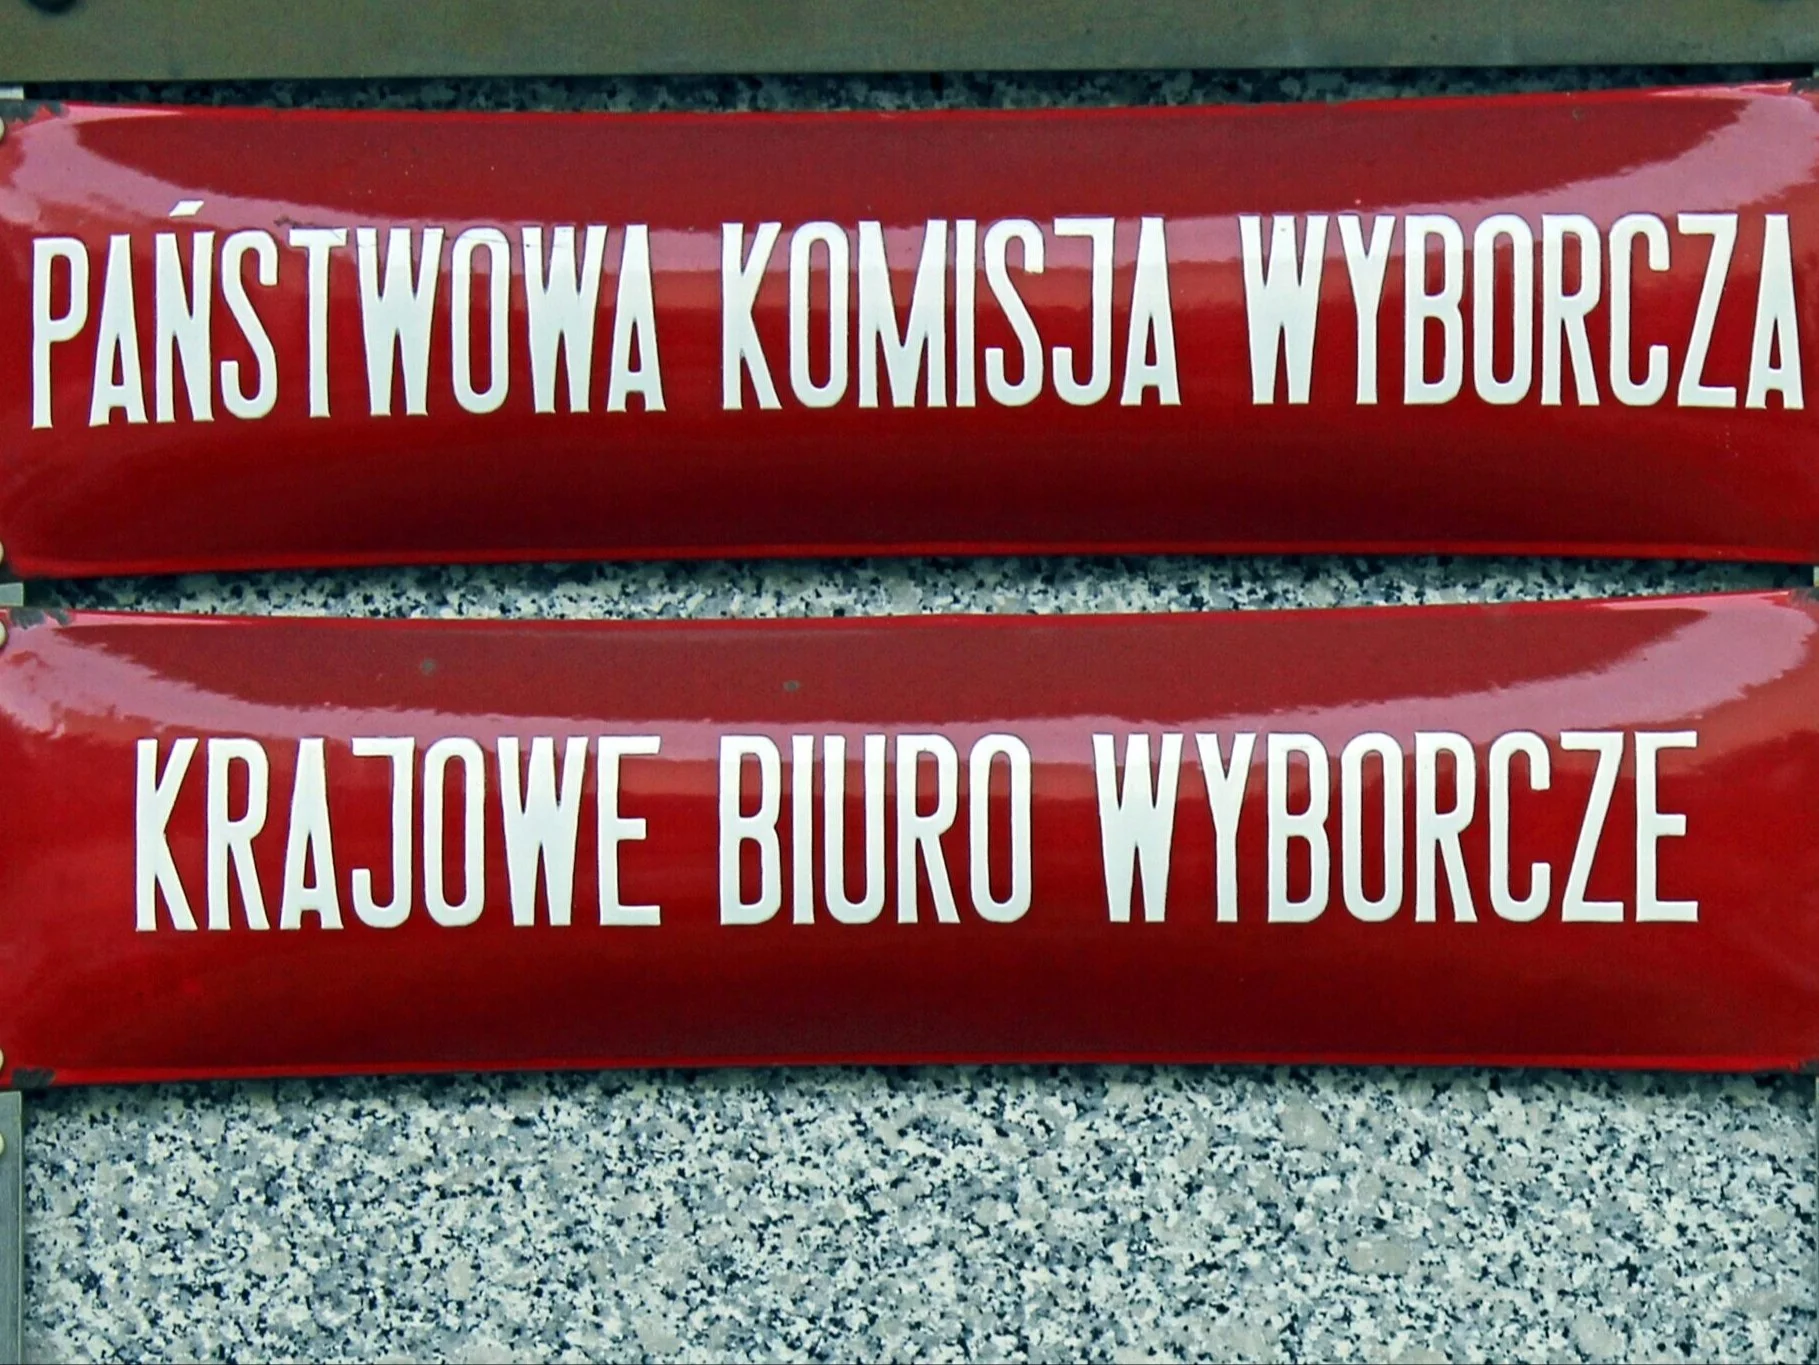 PAŃSTWOWA KOMISJA WYBORCZA
KRAJOWE BIURO WYBORCZE